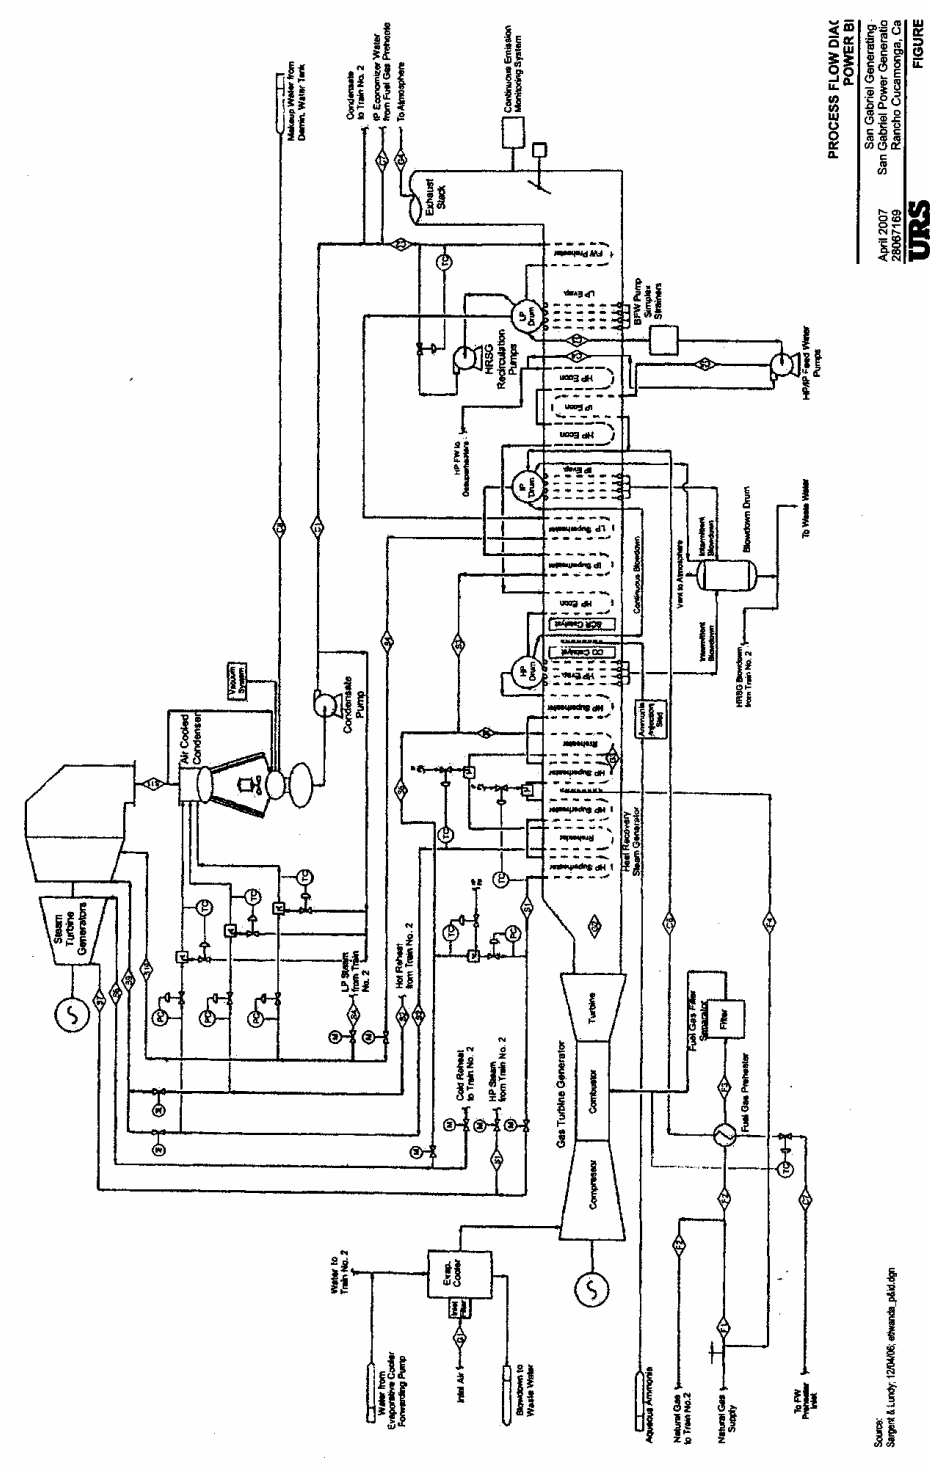 PROCESS FLOW DIAG
POWER BL
San Gabriel Generating
San Gabriel Power Generatio
Rancho Cucamonga, Ca
April 2007
28067169
URS
FIGURE
Makeup Water from
Demin. Water Tank
Condensate
to Train No. 2
IP Economizer Water
from Fuel Gas Preheate
To Atmosphere
Continuous Emission
Monitoring System
Exhaust
Stack
FW Preheater
LP Evap.
LP
Drum
BFW Pump
Simplex
Strainers
HRSG
Recirculation
Pumps
HP/IP Feed Water
Pumps
HP Econ
IP Econ
HP Econ
HP FW to
Desuperheaters
IP Evap.
IP
Drum
LP Superheater
IP Superheater
HP Econ
SCR Catalyst
CO Catalyst
HP
Drum
HP Evap.
HP Superheater
Reheater
HP Superheater
HP Superheater
Reheater
HP Superheater
Heat Recovery
Steam Generator
Continuous Blowdown
Vent to Atmosphere
Intermittent
Blowdown
Intermittent
Blowdown
Blowdown Drum
To Waste Water
HRSG Blowdown
from Train No. 2
Ammonia
Injection
Skid
Vacuum
System
Air Cooled
Condenser
Condensate
Pump
Steam
Turbine
Generators
LP Steam
from Train
No. 2
Hot Reheat
from Train No. 2
Cold Reheat
to Train No. 2
HP Steam
from Train No. 2
Gas Turbine Generator
Compressor
Combustor
Turbine
Fuel Gas Filter
Separator
Filter
Fuel Gas Preheater
Water to
Train No. 2
Evap.
Cooler
Inlet
Filter
Inlet Air
Water from
Evaporative Cooler
Forwarding Pump
Blowdown to
Waste Water
Aqueous Ammonia
Natural Gas
to Train No.2
Natural Gas
Supply
To FW
Preheater
Inlet
Source:
Sargent & Lundy; 12/04/06; etiwanda_p&id.dgn